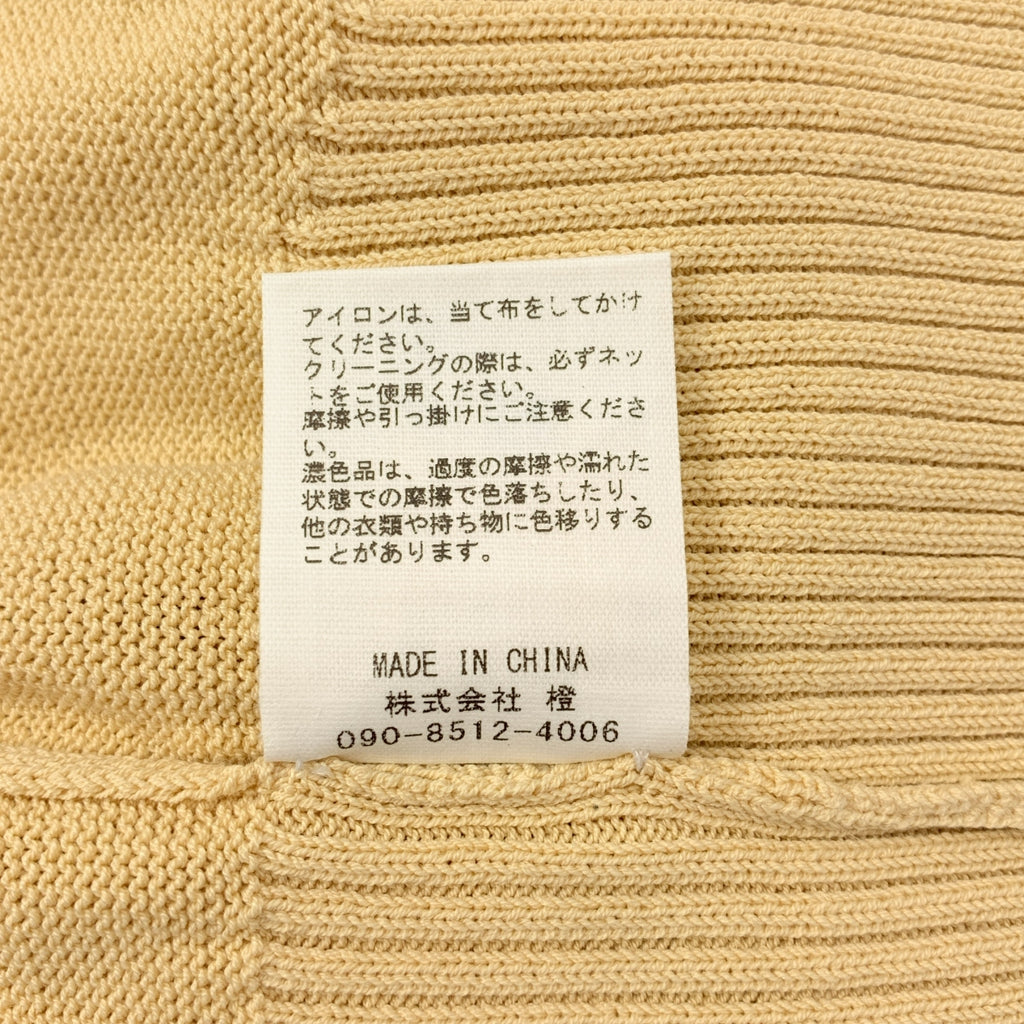 アイロンは、当て布をしてかけ
てください。
クリーニングの際は、必ずネッ
トをご使用ください。
摩擦や引っ掛けにご注意くださ
い。
濃色品は、過度の摩擦や濡れた
状態での摩擦で色落ちしたり、
他の衣類や持ち物に色移りする
ことがあります。
MADE IN CHINA
株式会社 橙
090-8512-4006